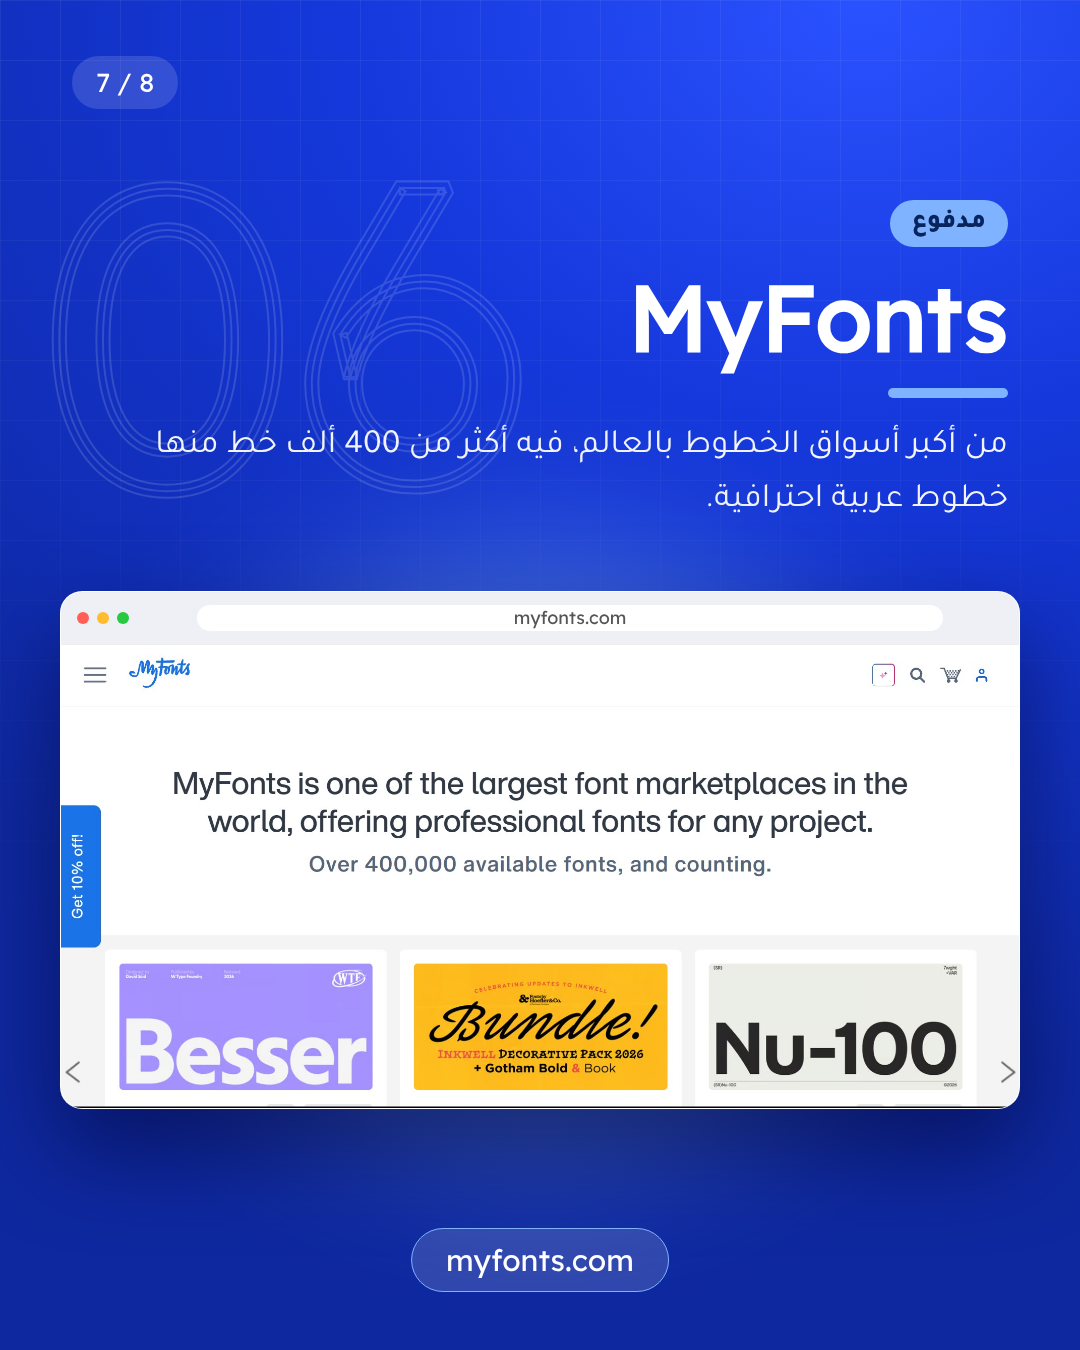 7 / 8
06
مدفوع
MyFonts
من أكبر أسواق الخطوط بالعالم، فيه أكثر من 400 ألف خط منها
خطوط عربية احترافية.
myfonts.com
MyFonts
MyFonts is one of the largest font marketplaces in the
world, offering professional fonts for any project.
Over 400,000 available fonts, and counting.
Get 10% off!
WTF
Besser
CELEBRATING UPDATES TO INKWELL
Hoefler&Co.
Bundle!
INKWELL DECORATIVE PACK 2026
+ Gotham Bold & Book
Nu-100
myfonts.com